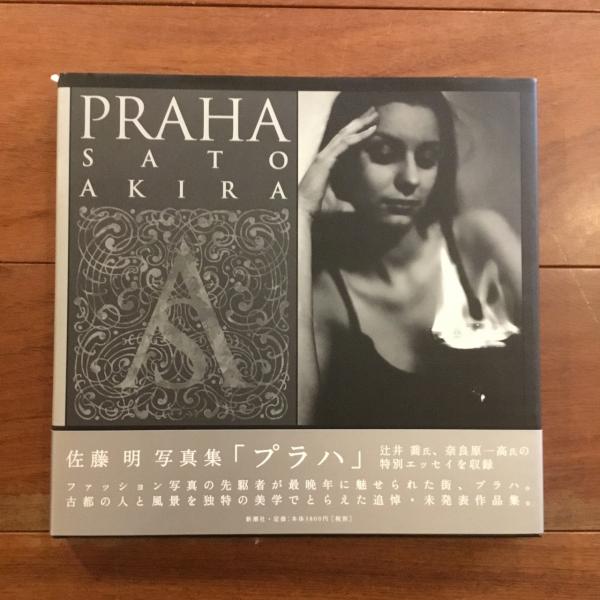 PRAHA
SATO
AKIRA
AS
佐藤 明 写真集「プラハ」
辻井 喬氏、奈良原一高氏の
特別エッセイを収録
ファッション写真の先駆者が最晩年に魅せられた街、プラハ。
古都の人と風景を独特の美学でとらえた追悼・未発表作品集。
新潮社・定価:本体3800円[税別]